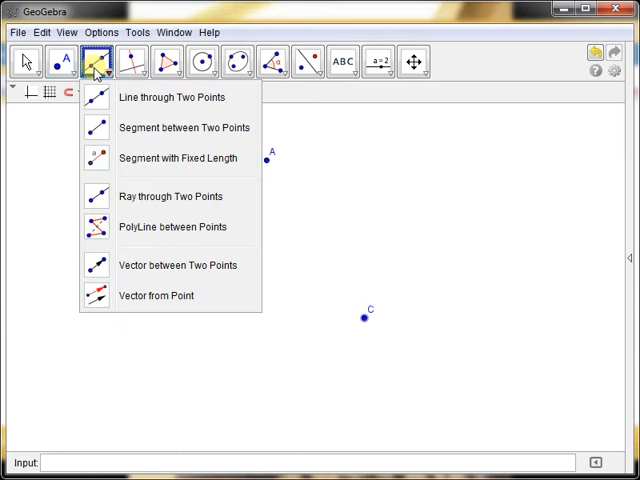 GeoGebra
File Edit View Options Tools Window Help
A
ABC
a=2
Line through Two Points
Segment between Two Points
Segment with Fixed Length
Ray through Two Points
PolyLine between Points
Vector between Two Points
Vector from Point
A
C
Input: